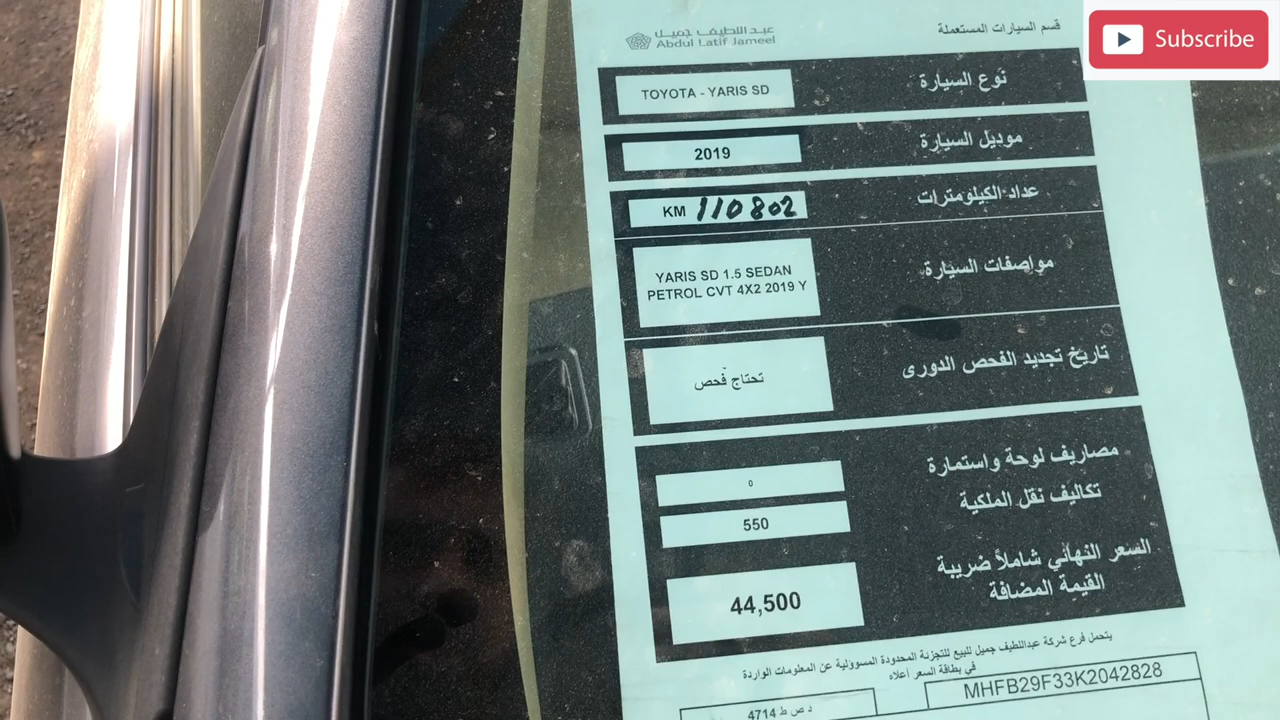 Subscribe
قسم السيارات المستعملة
عبد اللطيف جميل
Abdul Latif Jameel
نوع السيارة
TOYOTA - YARIS SD
موديل السيارة
2019
عداد الكيلومترات
KM 110802
مواصفات السيارة
YARIS SD 1.5 SEDAN
PETROL CVT 4X2 2019 Y
تاريخ تجديد الفحص الدورى
تحتاج فحص
مصاريف لوحة واستمارة
0
تكاليف نقل الملكية
550
السعر النهائي شاملاً ضريبة
القيمة المضافة
44,500
يتحمل فرع شركة عبداللطيف جميل للبيع للتجزئة المحدودة المسؤولية عن المعلومات الواردة
في بطاقة السعر أعلاه
MHFB29F33K2042828
د ص ط 4714